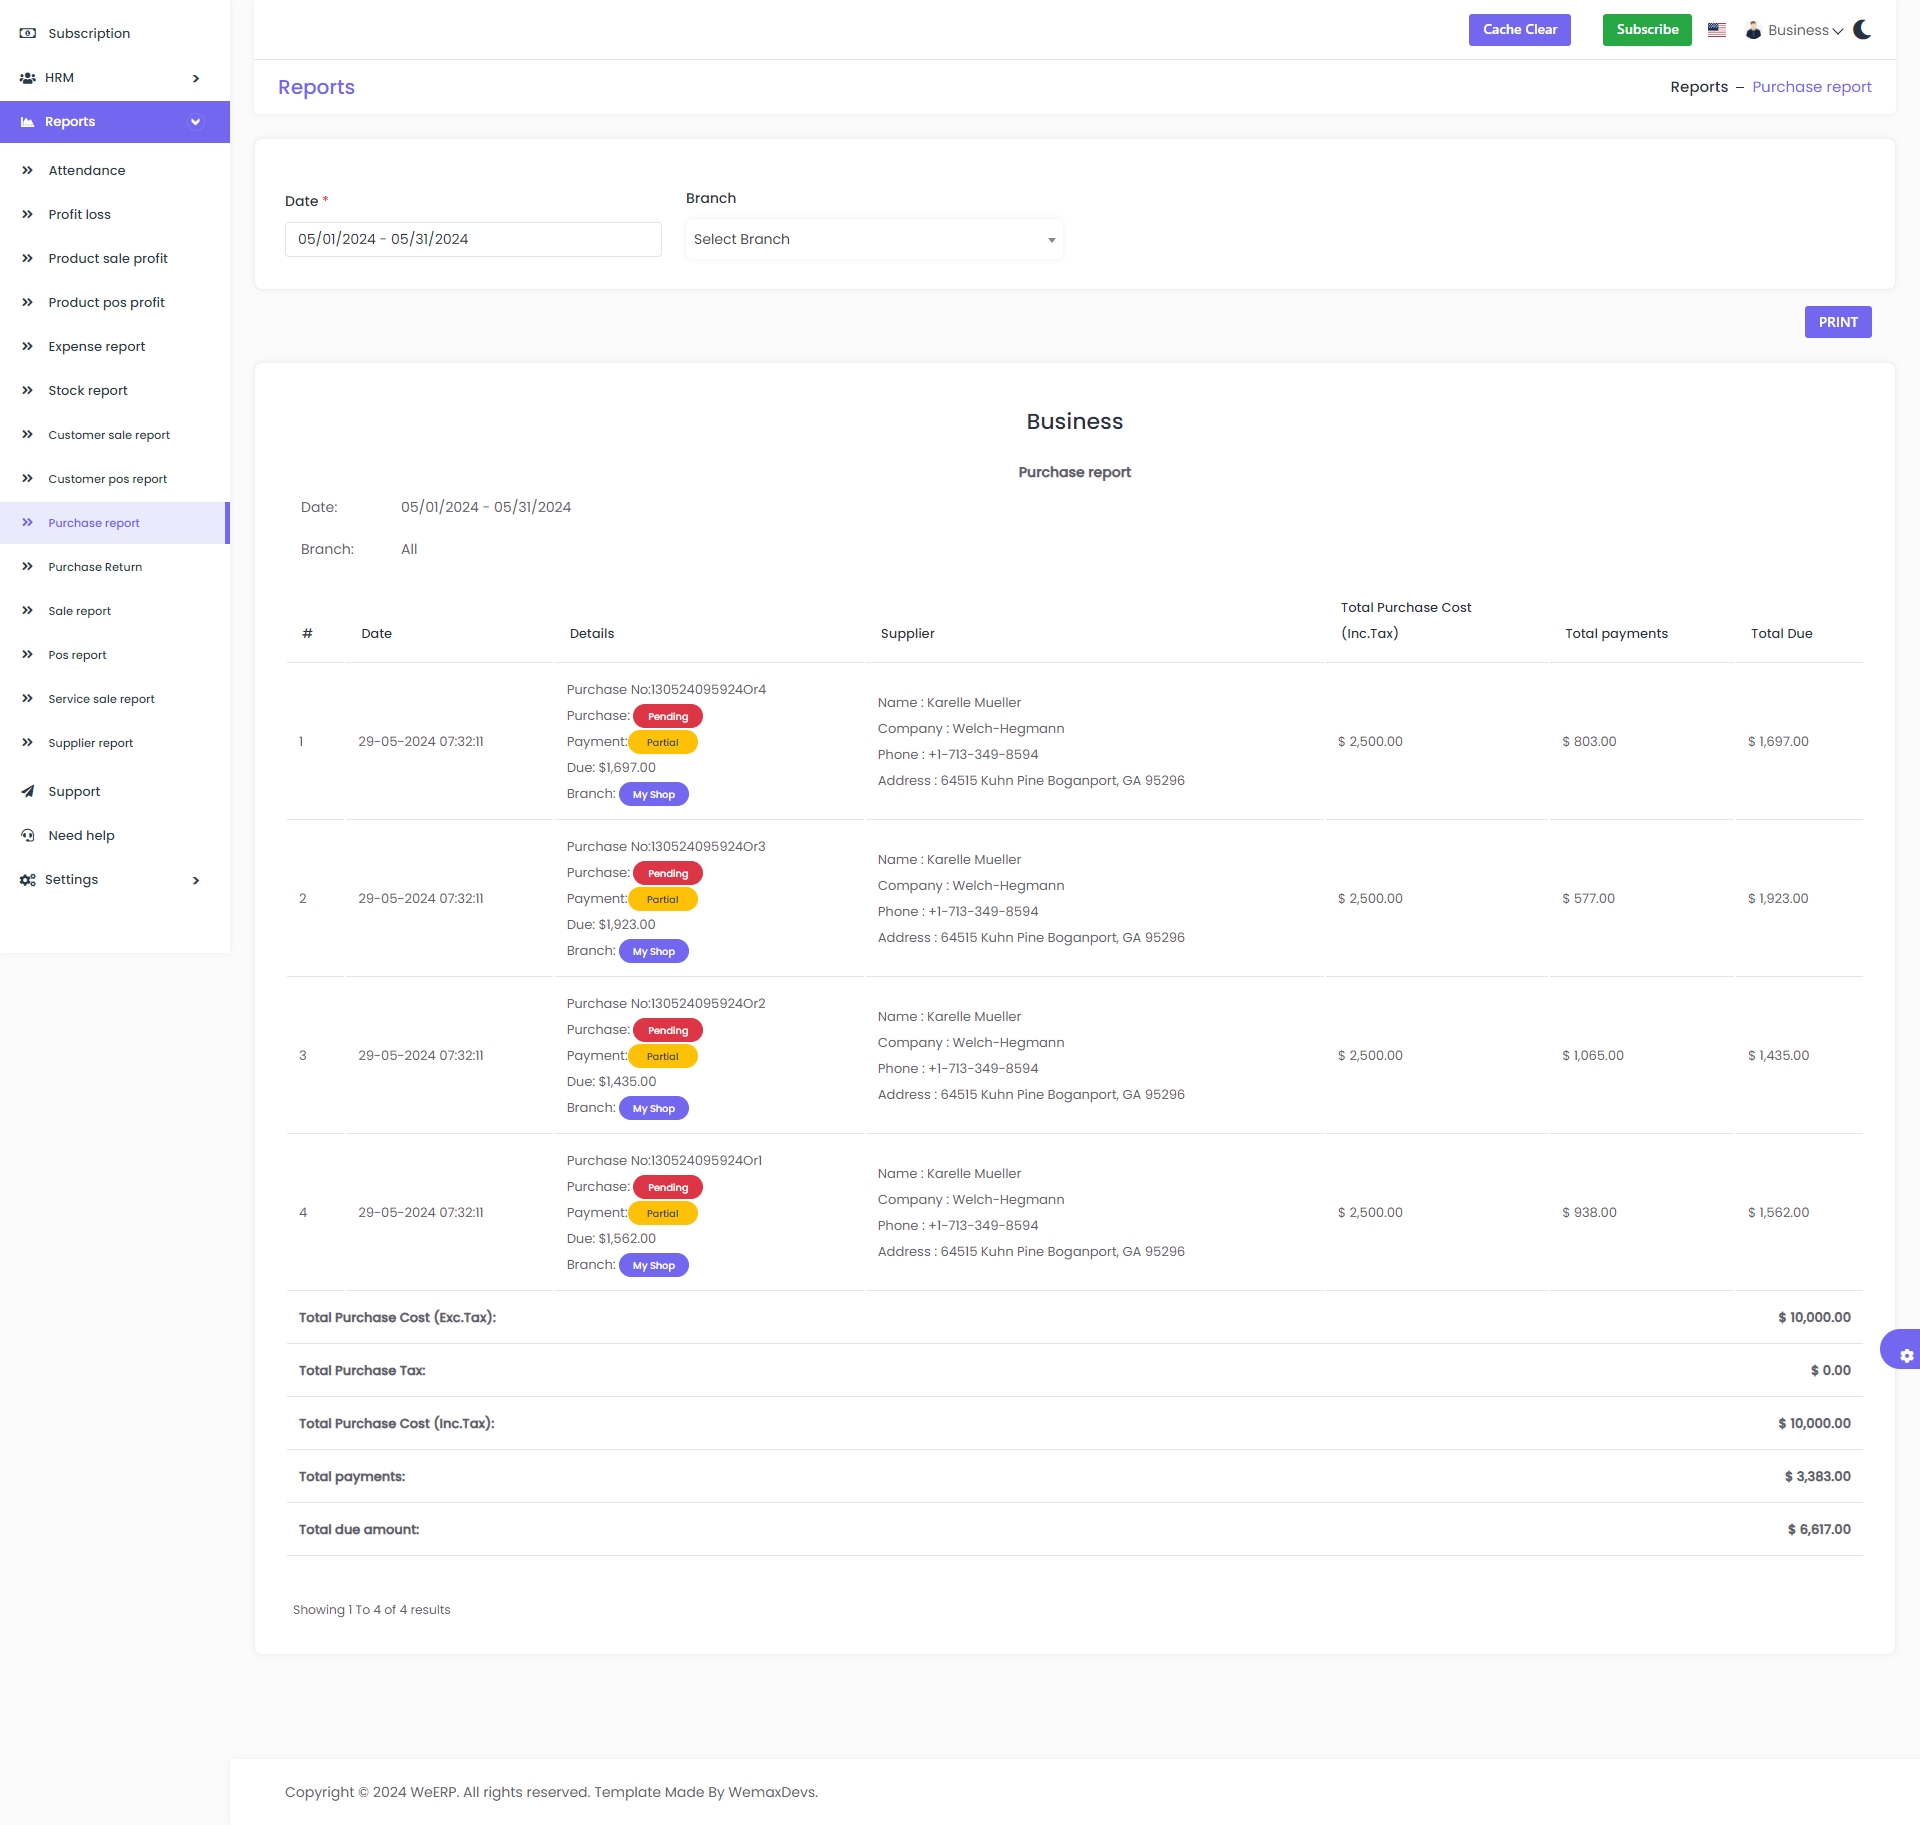 Subscription
HRM
Reports
Attendance
Profit loss
Product sale profit
Product pos profit
Expense report
Stock report
Customer sale report
Customer pos report
Purchase report
Purchase Return
Sale report
Pos report
Service sale report
Supplier report
Support
Need help
Settings
Cache Clear
Subscribe
Business
Reports
Reports – Purchase report
Date *
05/01/2024 - 05/31/2024
Branch
Select Branch
PRINT
Business
Purchase report
Date: 05/01/2024 - 05/31/2024
Branch: All
# Date Details Supplier Total Purchase Cost (Inc.Tax) Total payments Total Due
1 29-05-2024 07:32:11
Purchase No:130524095924Or4
Purchase: Pending
Payment: Partial
Due: $1,697.00
Branch: My Shop
Name : Karelle Mueller
Company : Welch-Hegmann
Phone : +1-713-349-8594
Address : 64515 Kuhn Pine Boganport, GA 95296
$ 2,500.00 $ 803.00 $ 1,697.00
2 29-05-2024 07:32:11
Purchase No:130524095924Or3
Purchase: Pending
Payment: Partial
Due: $1,923.00
Branch: My Shop
Name : Karelle Mueller
Company : Welch-Hegmann
Phone : +1-713-349-8594
Address : 64515 Kuhn Pine Boganport, GA 95296
$ 2,500.00 $ 577.00 $ 1,923.00
3 29-05-2024 07:32:11
Purchase No:130524095924Or2
Purchase: Pending
Payment: Partial
Due: $1,435.00
Branch: My Shop
Name : Karelle Mueller
Company : Welch-Hegmann
Phone : +1-713-349-8594
Address : 64515 Kuhn Pine Boganport, GA 95296
$ 2,500.00 $ 1,065.00 $ 1,435.00
4 29-05-2024 07:32:11
Purchase No:130524095924Or1
Purchase: Pending
Payment: Partial
Due: $1,562.00
Branch: My Shop
Name : Karelle Mueller
Company : Welch-Hegmann
Phone : +1-713-349-8594
Address : 64515 Kuhn Pine Boganport, GA 95296
$ 2,500.00 $ 938.00 $ 1,562.00
Total Purchase Cost (Exc.Tax): $ 10,000.00
Total Purchase Tax: $ 0.00
Total Purchase Cost (Inc.Tax): $ 10,000.00
Total payments: $ 3,383.00
Total due amount: $ 6,617.00
Showing 1 To 4 of 4 results
Copyright © 2024 WeERP. All rights reserved. Template Made By WemaxDevs.